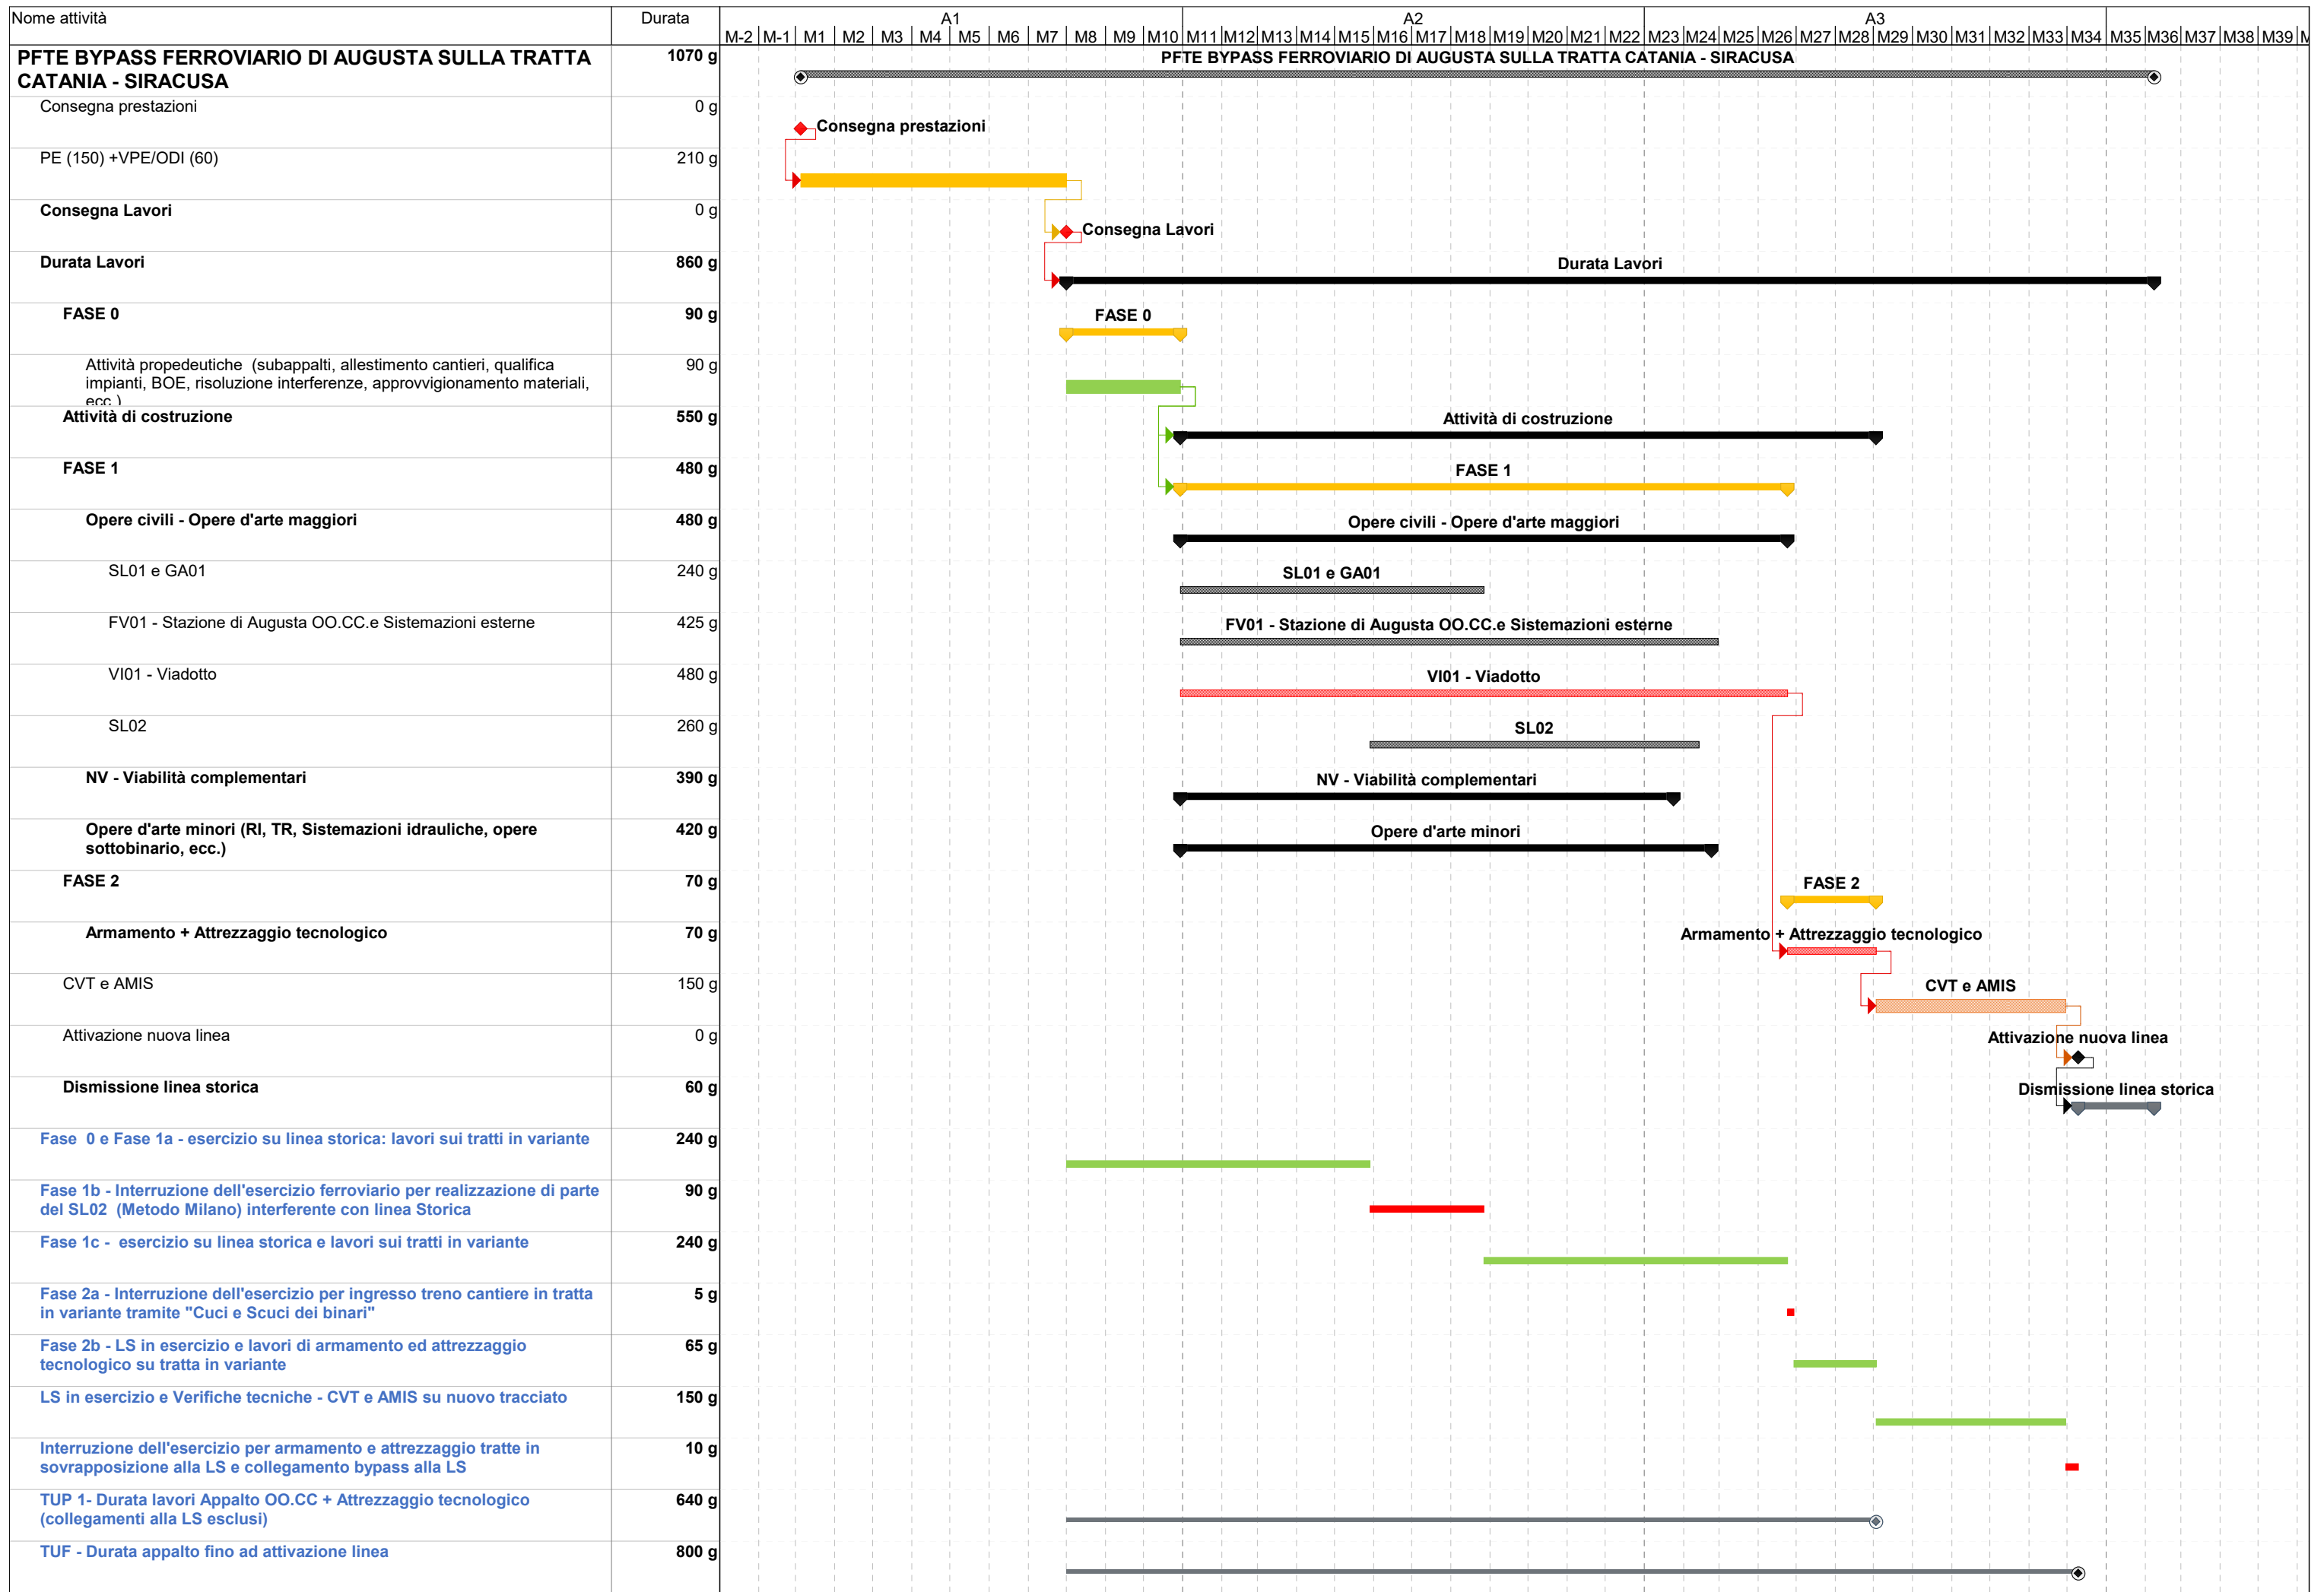 Nome attività Durata A1 A2 A3
M-2 M-1 M1 M2 M3 M4 M5 M6 M7 M8 M9 M10 M11 M12 M13 M14 M15 M16 M17 M18 M19 M20 M21 M22 M23 M24 M25 M26 M27 M28 M29 M30 M31 M32 M33 M34 M35 M36 M37 M38 M39
PFTE BYPASS FERROVIARIO DI AUGUSTA SULLA TRATTA 1070 g PFTE BYPASS FERROVIARIO DI AUGUSTA SULLA TRATTA CATANIA - SIRACUSA
CATANIA - SIRACUSA
Consegna prestazioni 0 g
Consegna prestazioni
PE (150) +VPE/ODI (60) 210 g
Consegna Lavori 0 g
Consegna Lavori
Durata Lavori 860 g Durata Lavori
FASE 0 90 g FASE 0
Attività propedeutiche (subappalti, allestimento cantieri, qualifica 90 g
impianti, BOE, risoluzione interferenze, approvvigionamento materiali,
ecc.)
Attività di costruzione 550 g Attività di costruzione
FASE 1 480 g FASE 1
Opere civili - Opere d'arte maggiori 480 g Opere civili - Opere d'arte maggiori
SL01 e GA01 240 g SL01 e GA01
FV01 - Stazione di Augusta OO.CC.e Sistemazioni esterne 425 g FV01 - Stazione di Augusta OO.CC.e Sistemazioni esterne
VI01 - Viadotto 480 g VI01 - Viadotto
SL02 260 g SL02
NV - Viabilità complementari 390 g NV - Viabilità complementari
Opere d'arte minori (RI, TR, Sistemazioni idrauliche, opere 420 g Opere d'arte minori
sottobinario, ecc.)
FASE 2 70 g FASE 2
Armamento + Attrezzaggio tecnologico 70 g Armamento + Attrezzaggio tecnologico
CVT e AMIS 150 g CVT e AMIS
Attivazione nuova linea 0 g Attivazione nuova linea
Dismissione linea storica 60 g Dismissione linea storica
Fase 0 e Fase 1a - esercizio su linea storica: lavori sui tratti in variante 240 g
Fase 1b - Interruzione dell'esercizio ferroviario per realizzazione di parte 90 g
del SL02 (Metodo Milano) interferente con linea Storica
Fase 1c - esercizio su linea storica e lavori sui tratti in variante 240 g
Fase 2a - Interruzione dell'esercizio per ingresso treno cantiere in tratta 5 g
in variante tramite "Cuci e Scuci dei binari"
Fase 2b - LS in esercizio e lavori di armamento ed attrezzaggio 65 g
tecnologico su tratta in variante
LS in esercizio e Verifiche tecniche - CVT e AMIS su nuovo tracciato 150 g
Interruzione dell'esercizio per armamento e attrezzaggio tratte in 10 g
sovrapposizione alla LS e collegamento bypass alla LS
TUP 1- Durata lavori Appalto OO.CC + Attrezzaggio tecnologico 640 g
(collegamenti alla LS esclusi)
TUF - Durata appalto fino ad attivazione linea 800 g